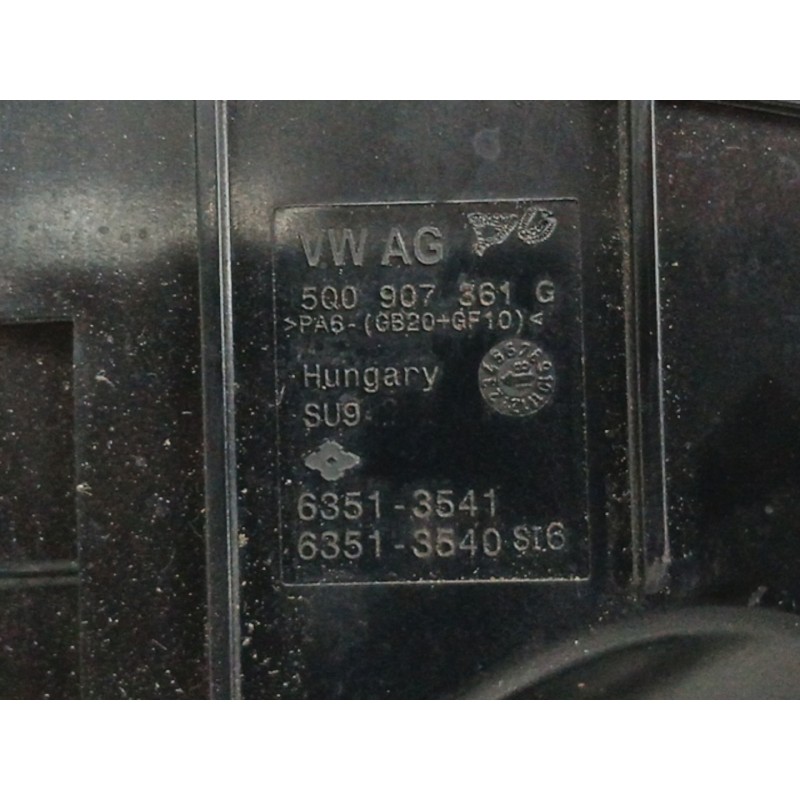 VW AG
5Q0 907 361 G
>PA6-(GB20+GF10)<
Hungary
SU9
6351-3541
6351-3540 SI6